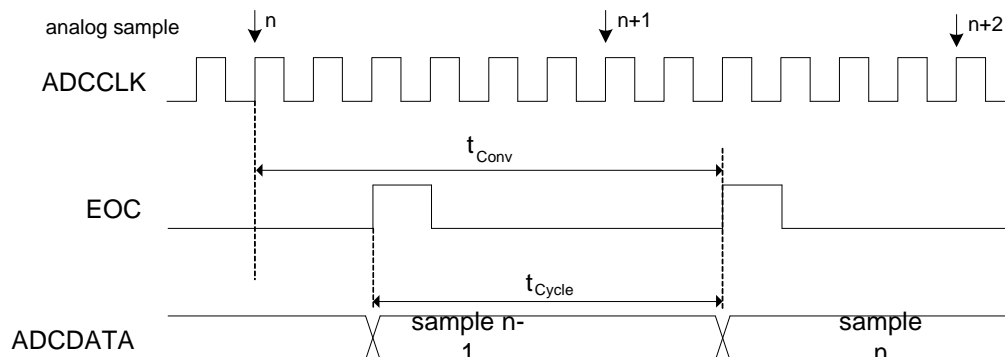 analog sample
n
n+1
n+2
ADCCLK
tConv
EOC
tCycle
ADCDATA
sample n-
1
sample
n